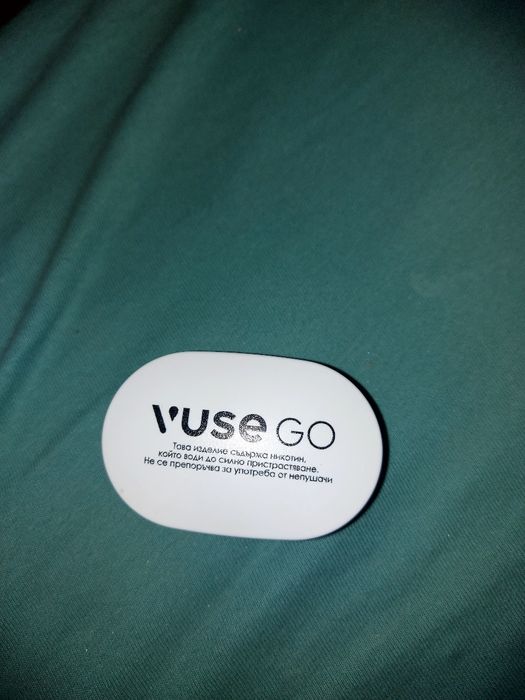 vuse GO
Това изделие съдържа никотин,
който води до силно пристрастяване.
Не се препоръчва за употреба от непушачи